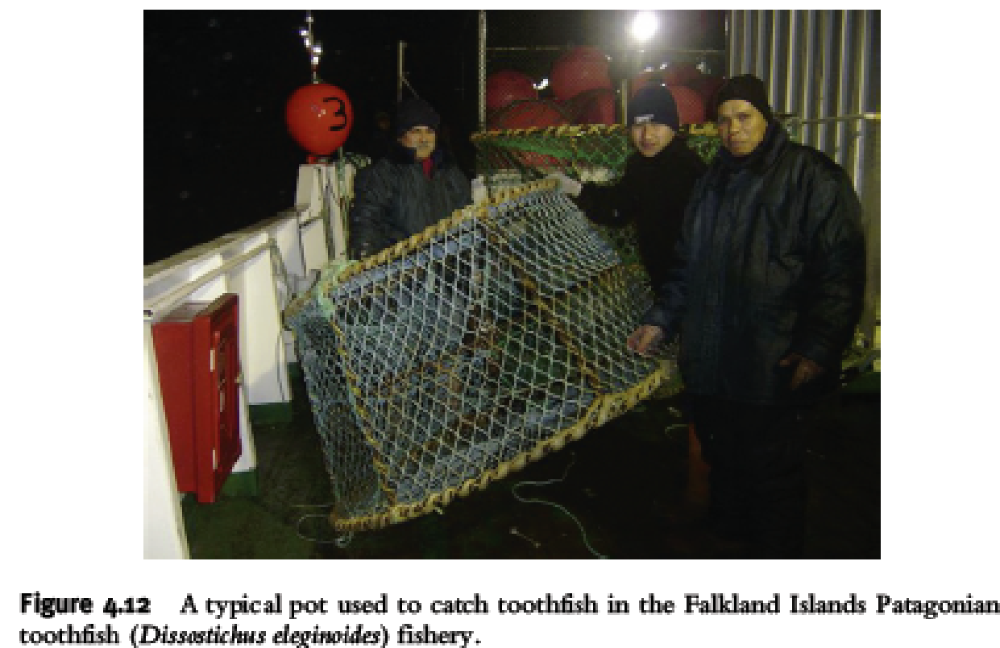 3
Figure 4.12 A typical pot used to catch toothfish in the Falkland Islands Patagonian
toothfish (Dissostichus eleginoides) fishery.